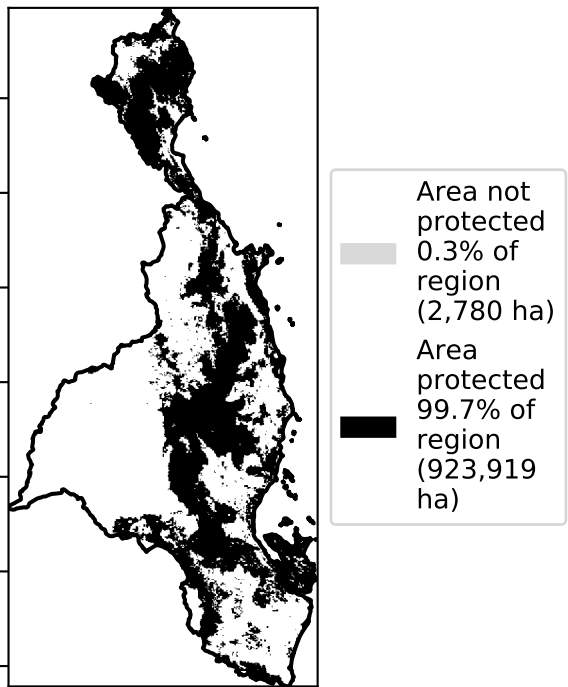 Area not
protected
0.3% of
region
(2,780 ha)
Area
protected
99.7% of
region
(923,919
ha)